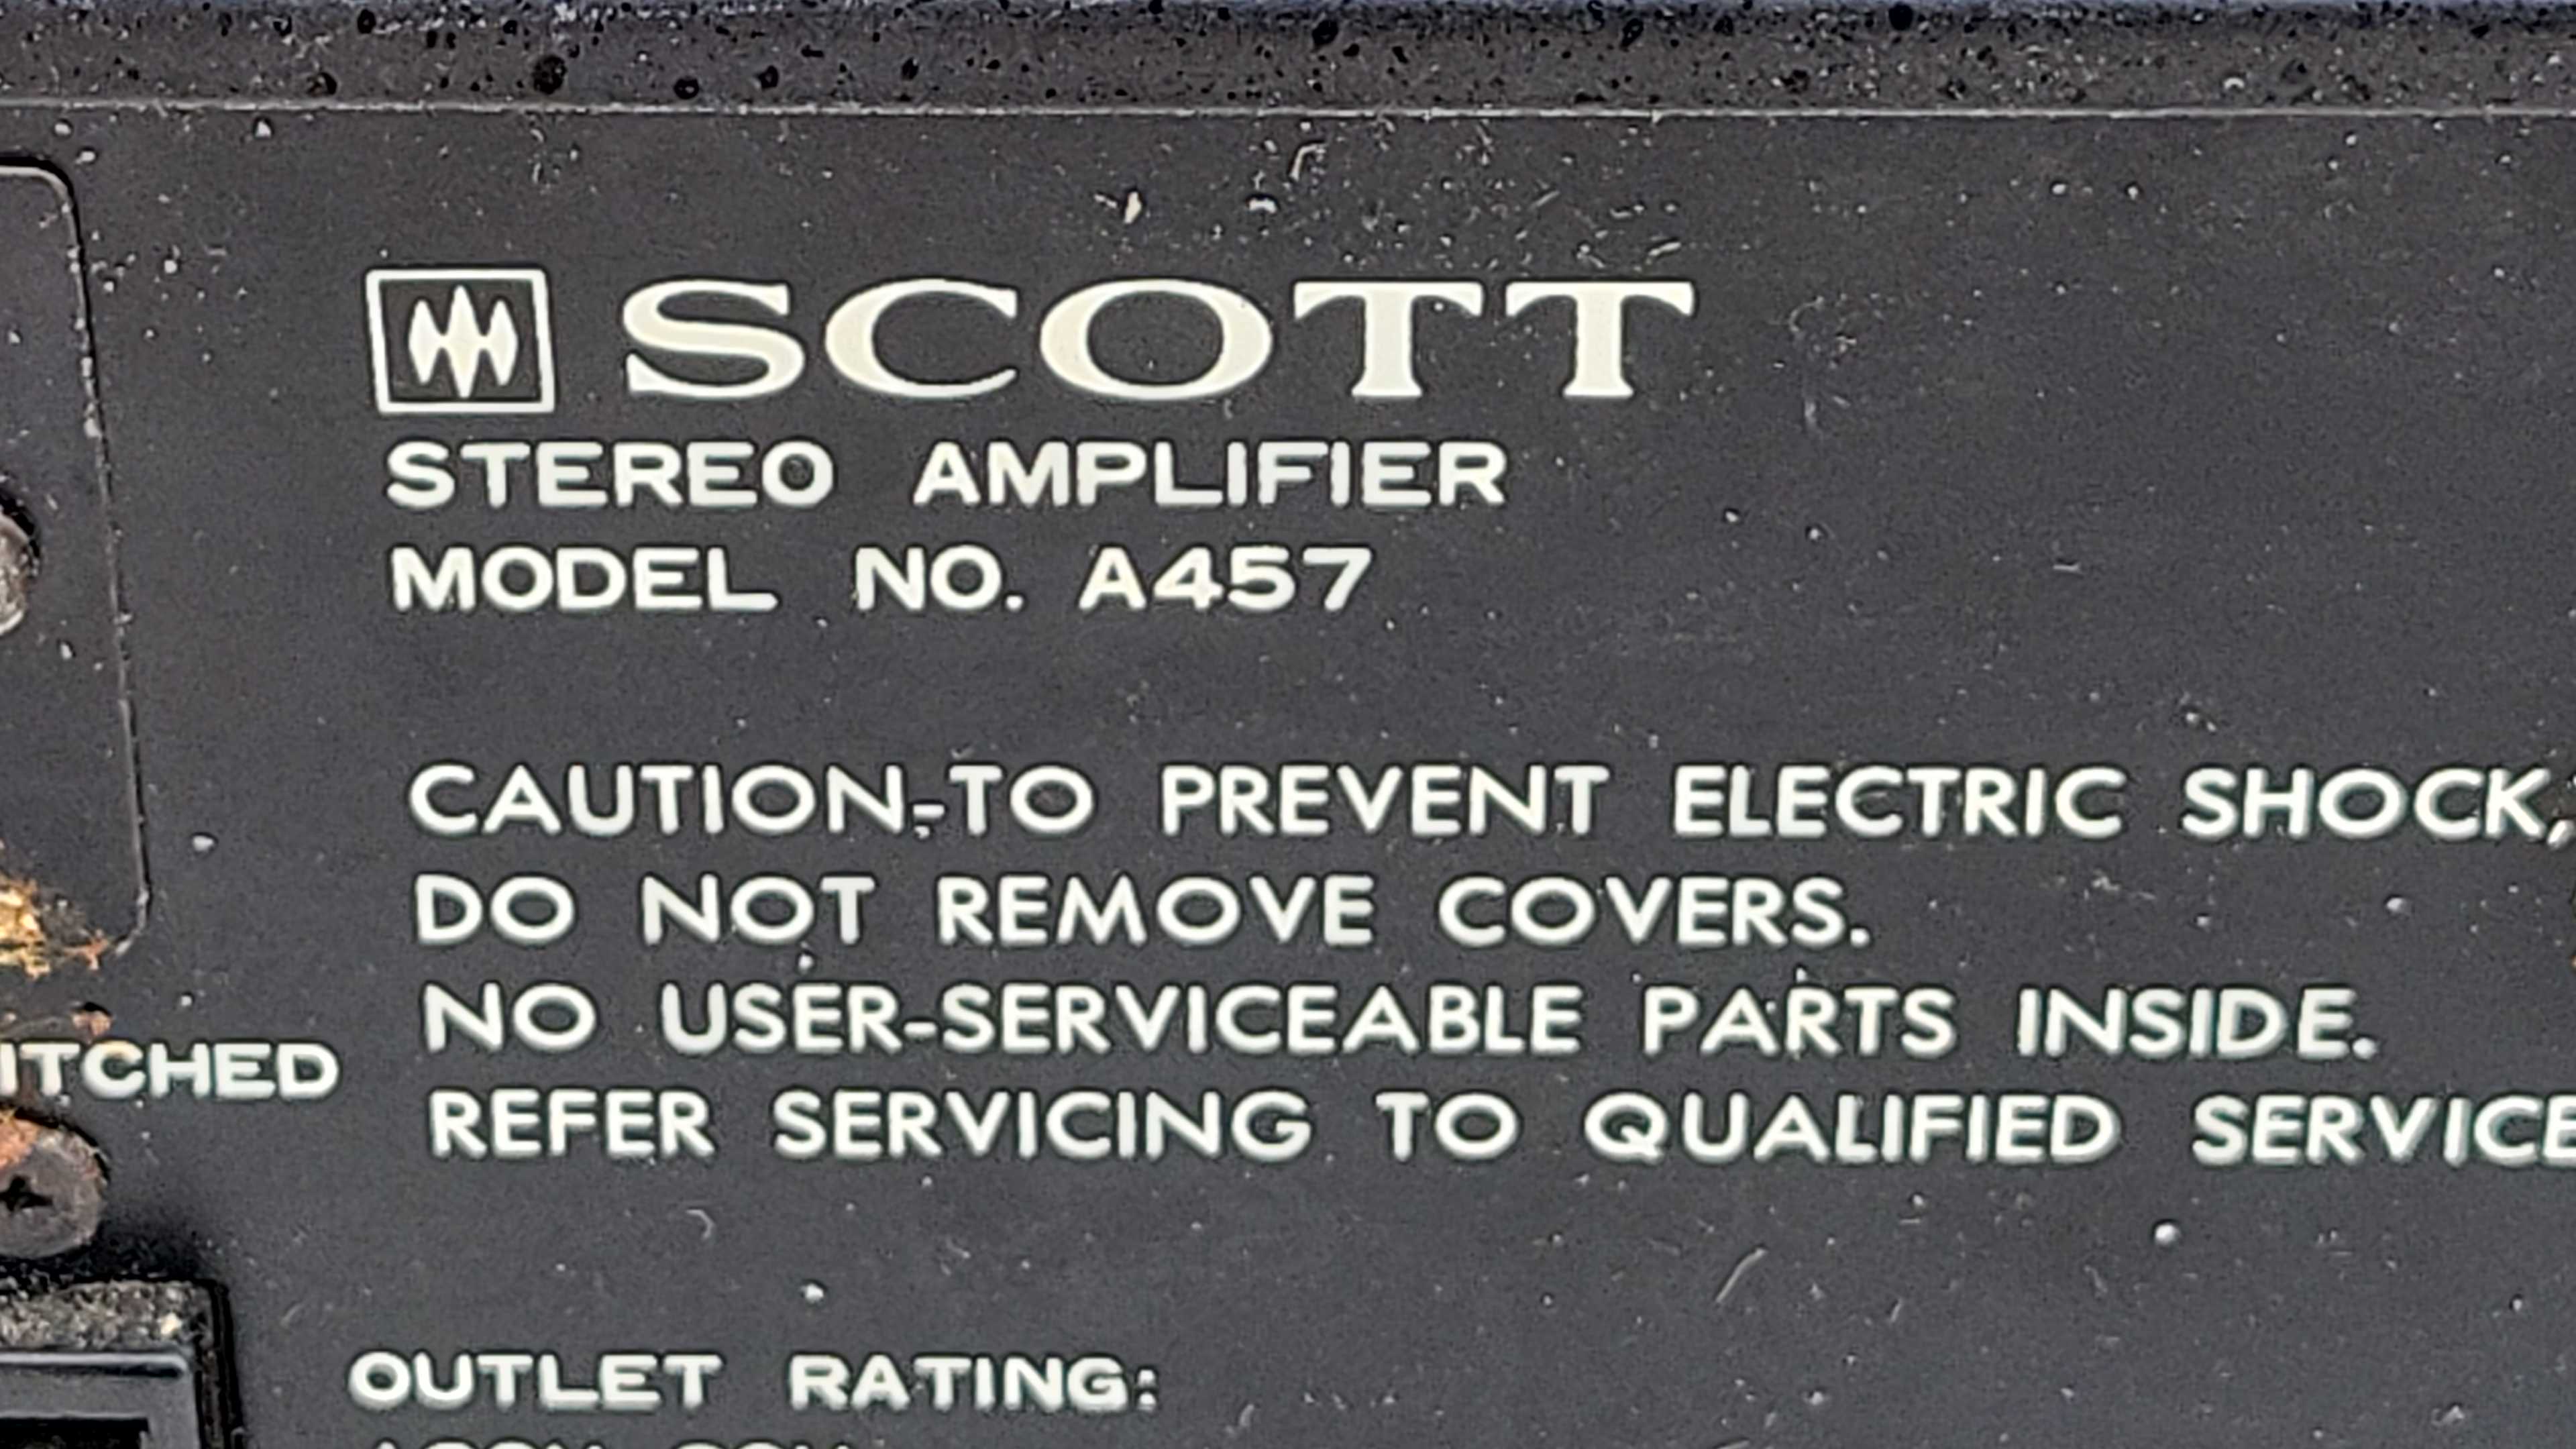 SCOTT
STEREO AMPLIFIER
MODEL NO. A457
CAUTION-TO PREVENT ELECTRIC SHOCK,
DO NOT REMOVE COVERS.
NO USER-SERVICEABLE PARTS INSIDE.
REFER SERVICING TO QUALIFIED SERVICE
ITCHED
OUTLET RATING: